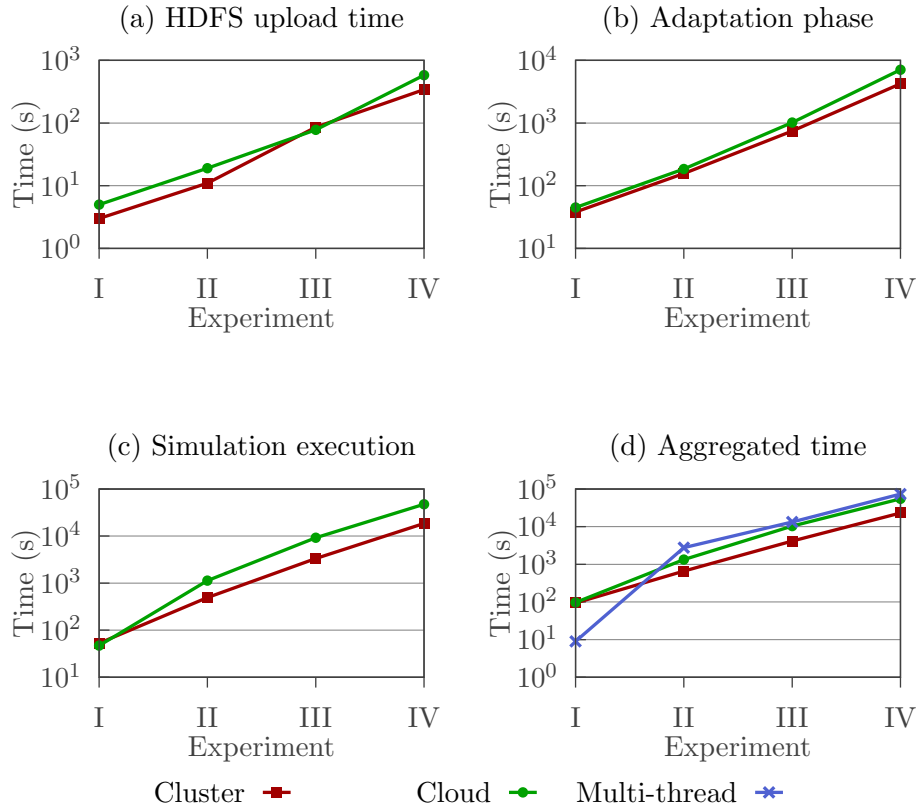 (a) HDFS upload time
Time (s)
10^3
10^2
10^1
10^0
I II III IV
Experiment
(b) Adaptation phase
Time (s)
10^4
10^3
10^2
10^1
I II III IV
Experiment
(c) Simulation execution
Time (s)
10^5
10^4
10^3
10^2
10^1
I II III IV
Experiment
(d) Aggregated time
Time (s)
10^5
10^4
10^3
10^2
10^1
10^0
I II III IV
Experiment
Cluster Cloud Multi-thread